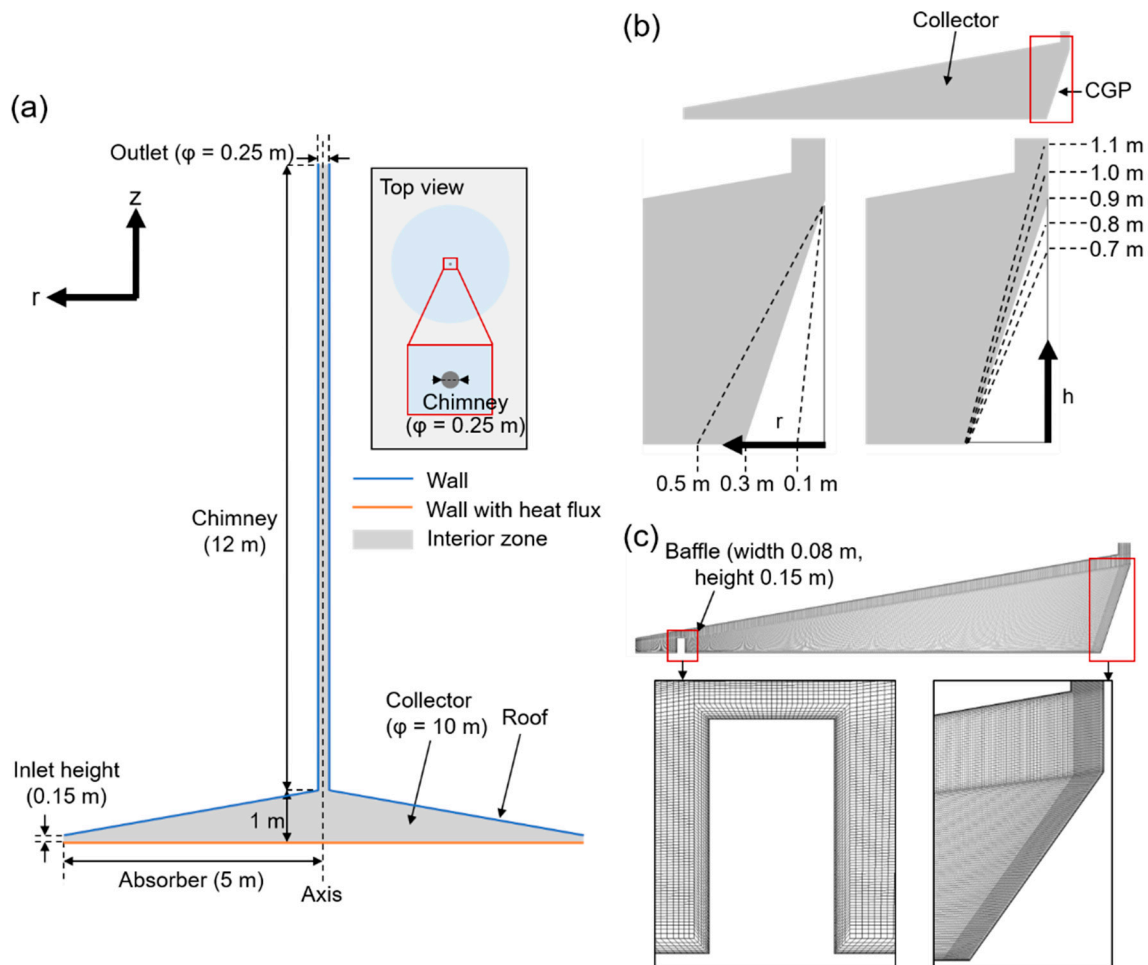 (a)
Outlet (φ = 0.25 m)
z
r
Top view
Chimney
(φ = 0.25 m)
Wall
Wall with heat flux
Interior zone
Chimney
(12 m)
Collector
(φ = 10 m)
Roof
Inlet height
(0.15 m)
1 m
Absorber (5 m)
Axis
(b)
Collector
CGP
1.1 m
1.0 m
0.9 m
0.8 m
0.7 m
r
h
0.5 m
0.3 m
0.1 m
(c)
Baffle (width 0.08 m,
height 0.15 m)